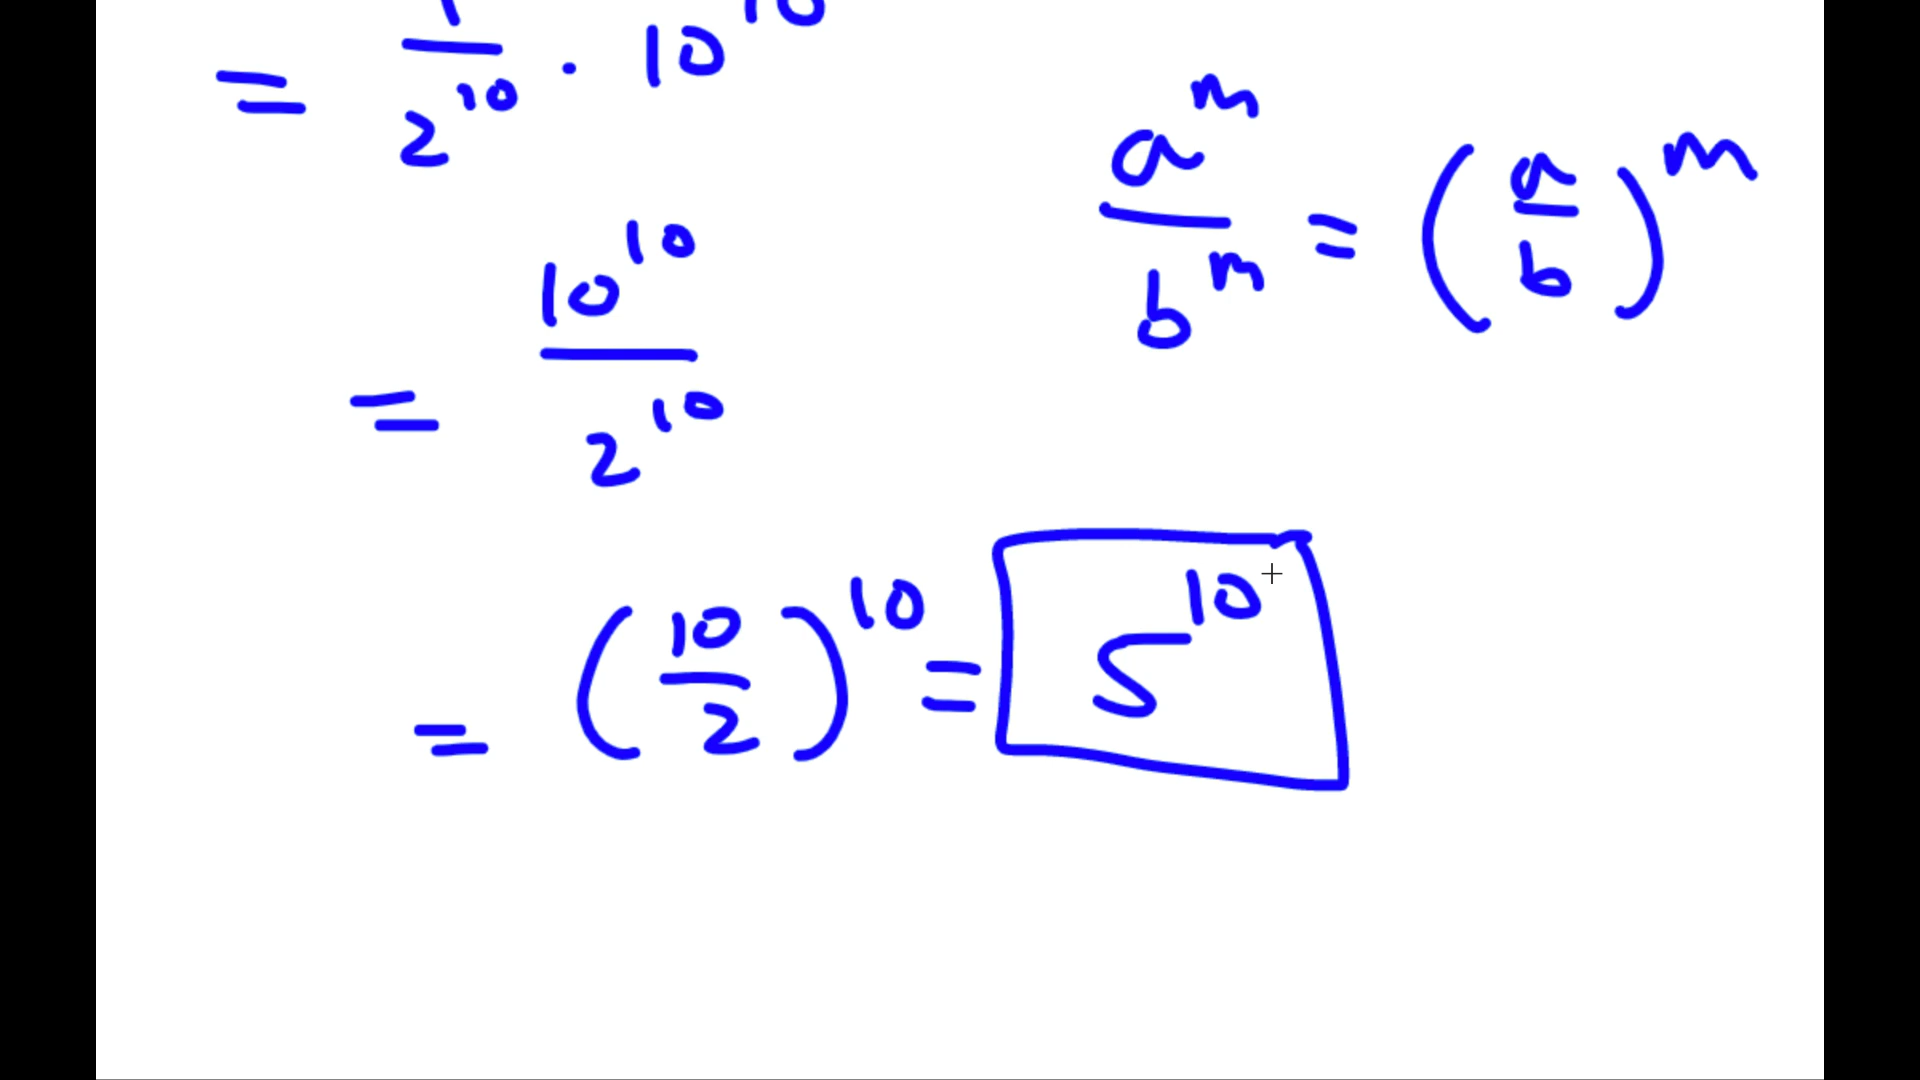 = 1/2^10 · 10^10
= 10^10/2^10
a^m/b^m = (a/b)^m
= (10/2)^10 = 5^10